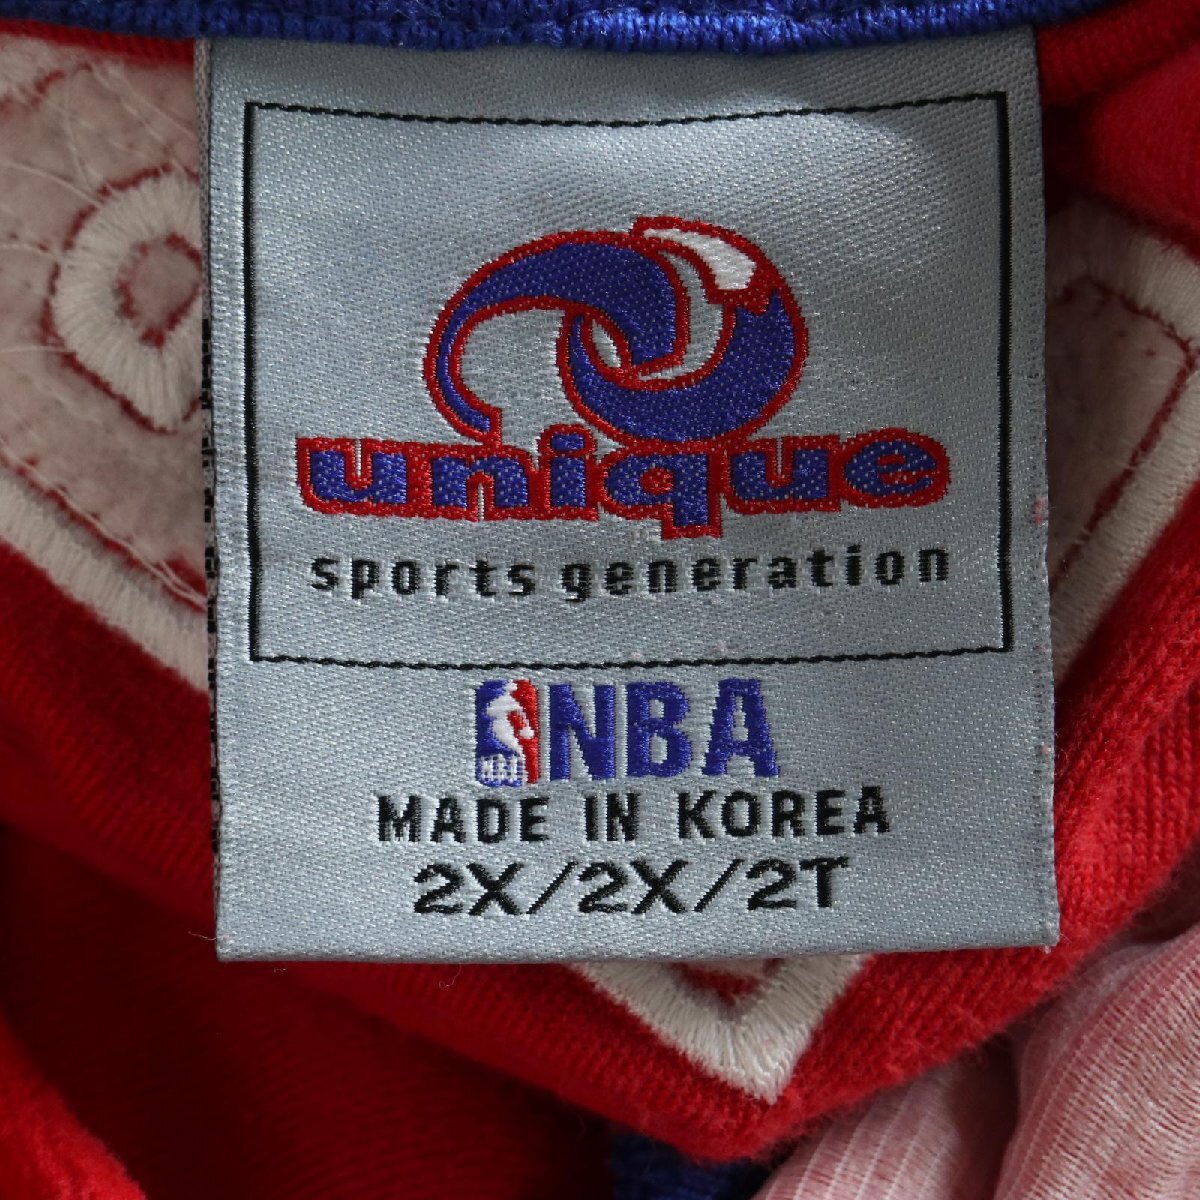 unique
sports generation
NBA
MADE IN KOREA
2X/2X/2T